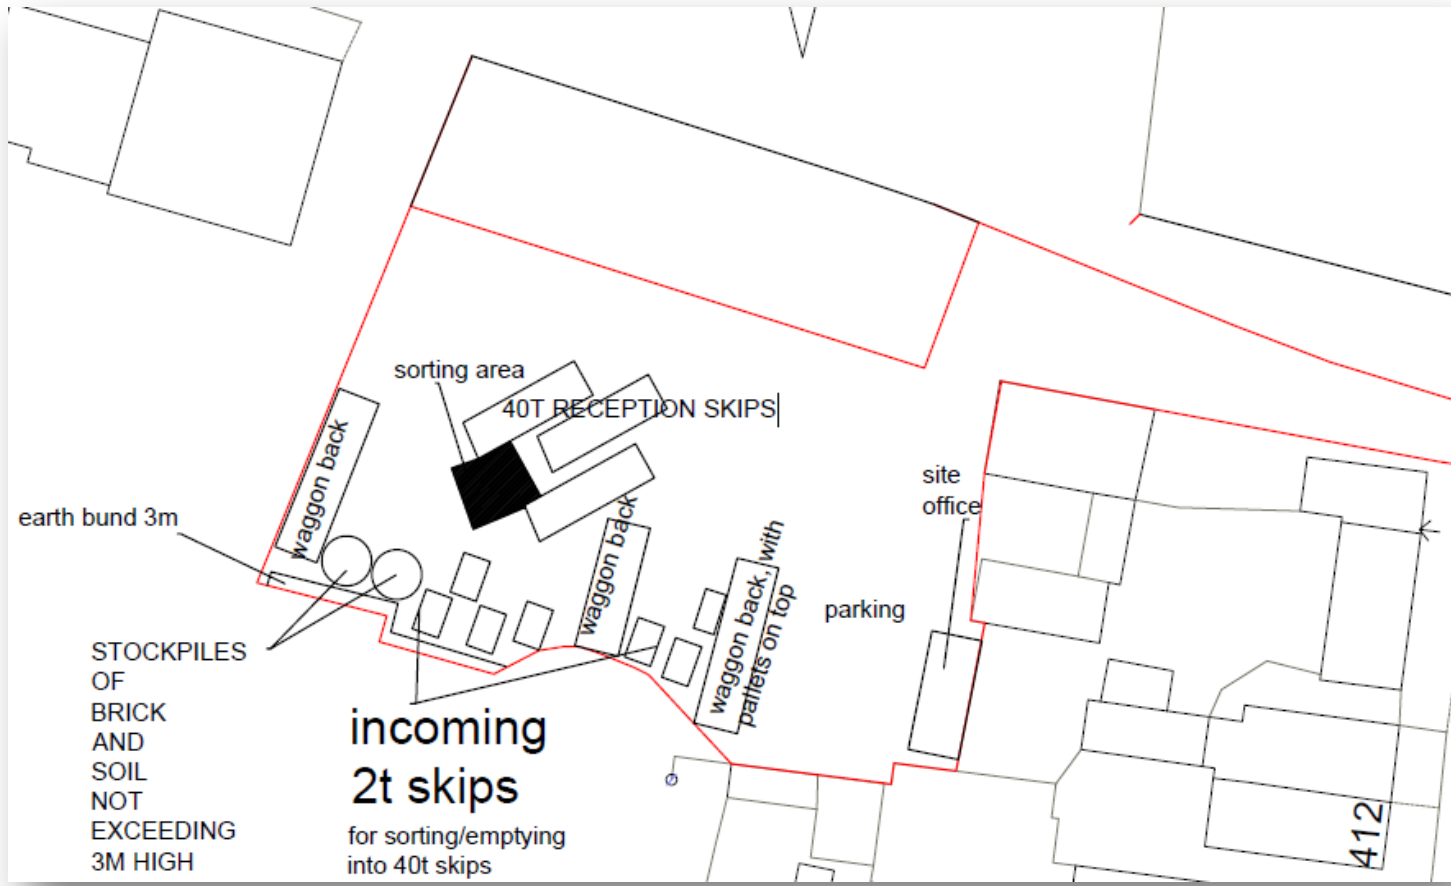 sorting area
40T RECEPTION SKIPS
waggon back
site
office
earth bund 3m
waggon back
waggon back, with
pallets on top
parking
STOCKPILES
OF
BRICK
AND
SOIL
NOT
EXCEEDING
3M HIGH
incoming
2t skips
for sorting/emptying
into 40t skips
412